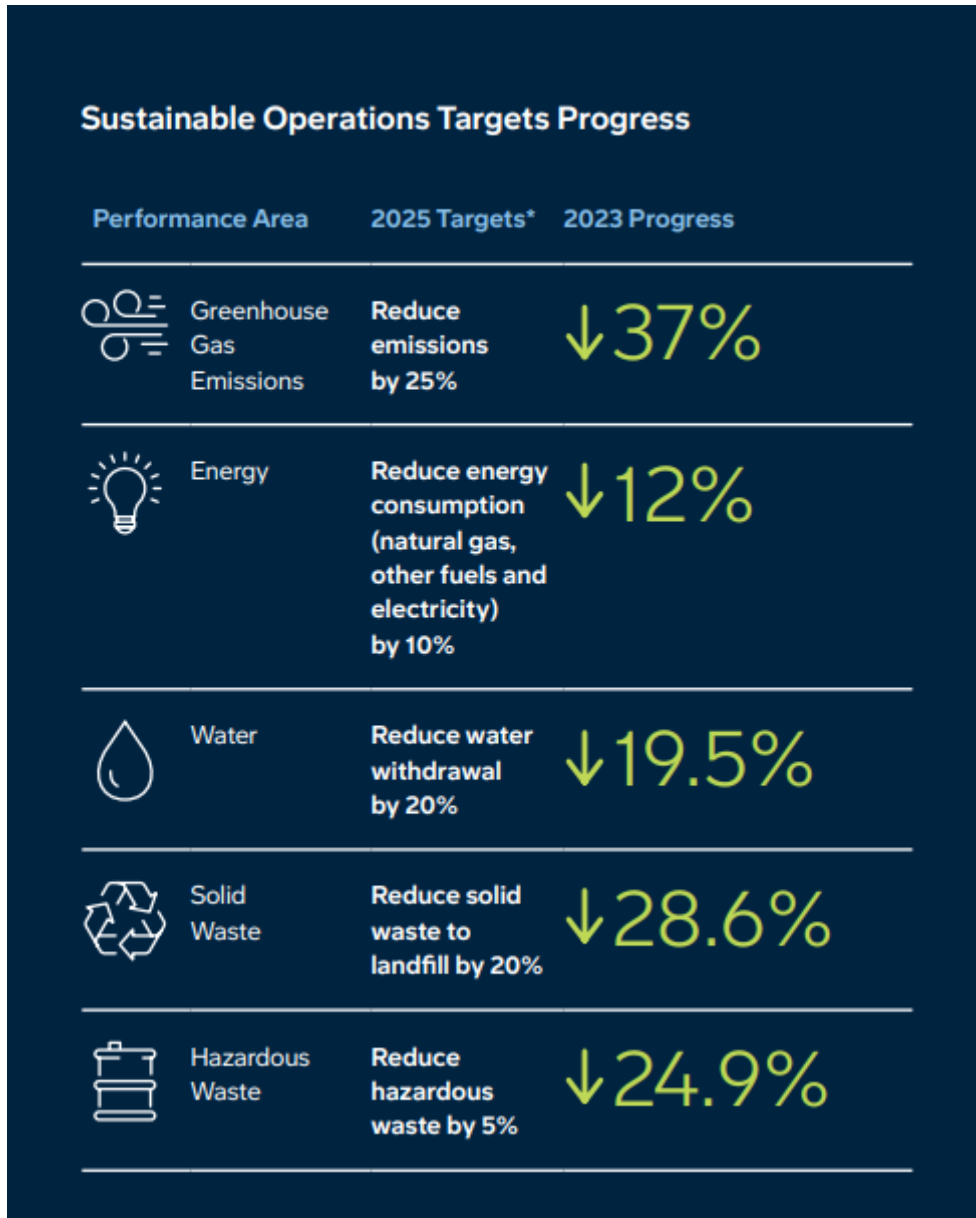 Sustainable Operations Targets Progress
Performance Area 2025 Targets* 2023 Progress
Greenhouse
Gas
Emissions
Reduce
emissions
by 25%
↓37%
Energy
Reduce energy
consumption
(natural gas,
other fuels and
electricity)
by 10%
↓12%
Water
Reduce water
withdrawal
by 20%
↓19.5%
Solid
Waste
Reduce solid
waste to
landfill by 20%
↓28.6%
Hazardous
Waste
Reduce
hazardous
waste by 5%
↓24.9%